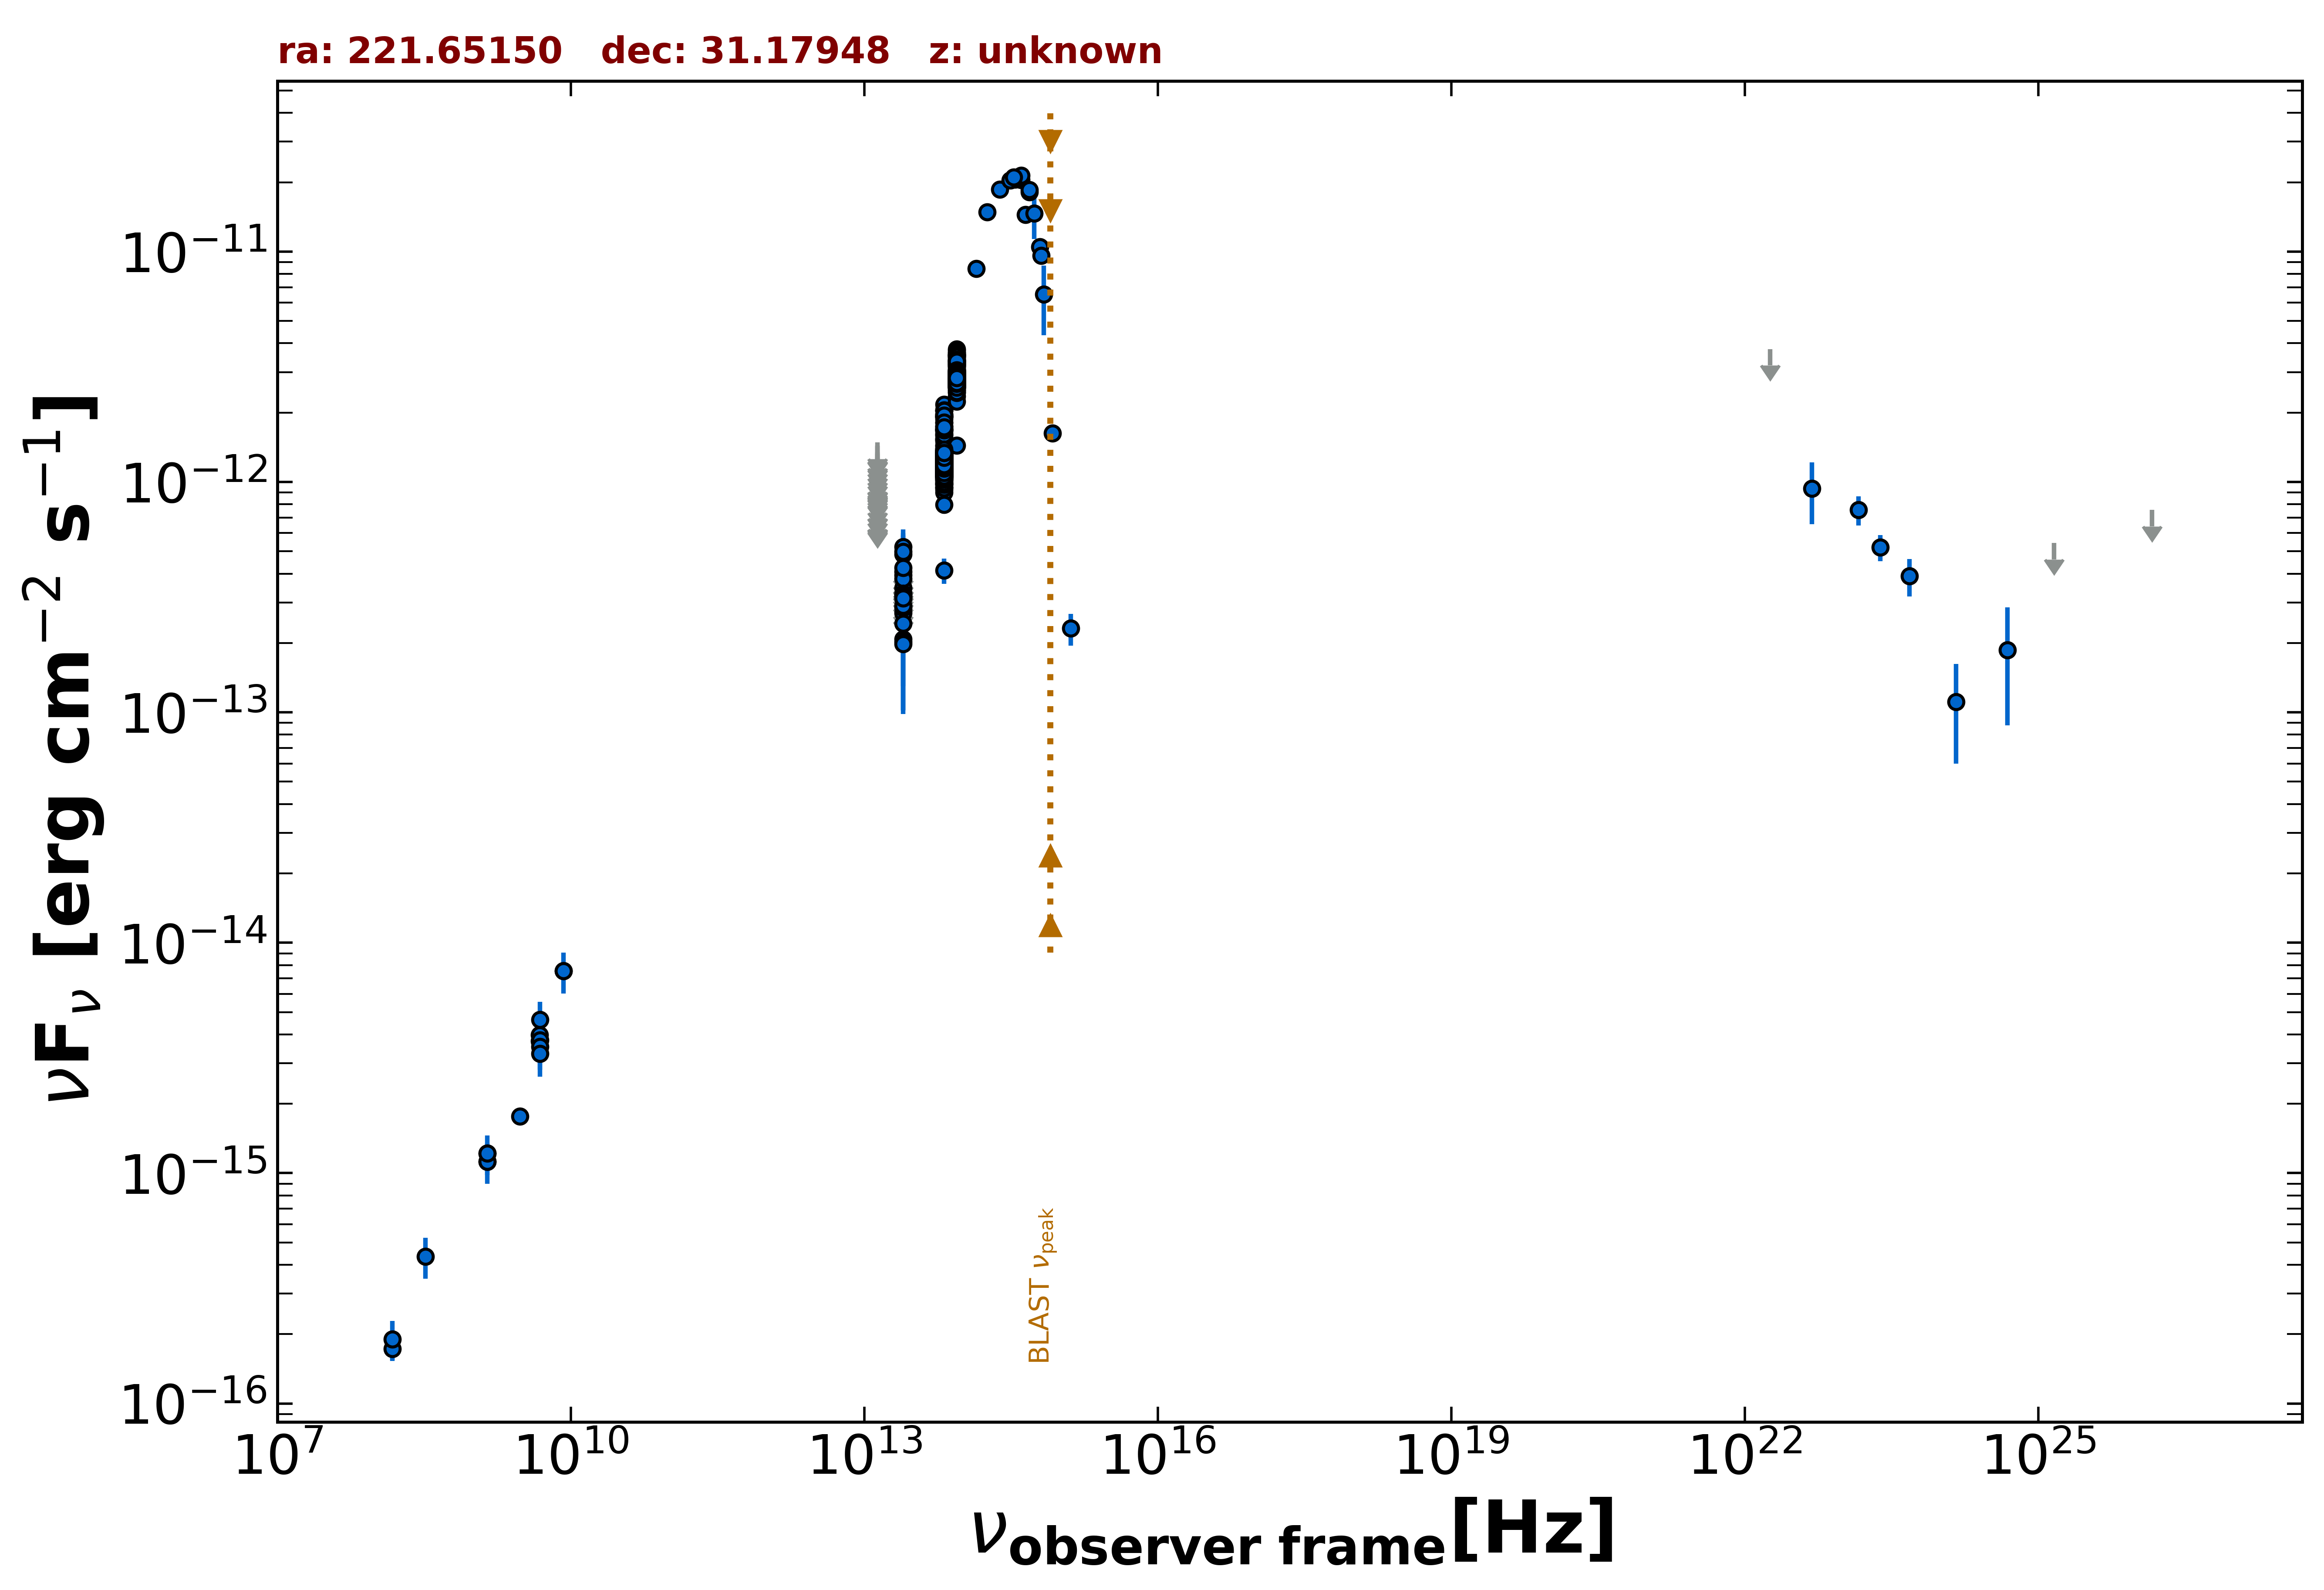 ra: 221.65150 dec: 31.17948 z: unknown
νFν [erg cm⁻² s⁻¹]
10⁻¹¹
10⁻¹²
10⁻¹³
10⁻¹⁴
10⁻¹⁵
10⁻¹⁶
BLAST νpeak
10⁷ 10¹⁰ 10¹³ 10¹⁶ 10¹⁹ 10²² 10²⁵
νobserver frame [Hz]